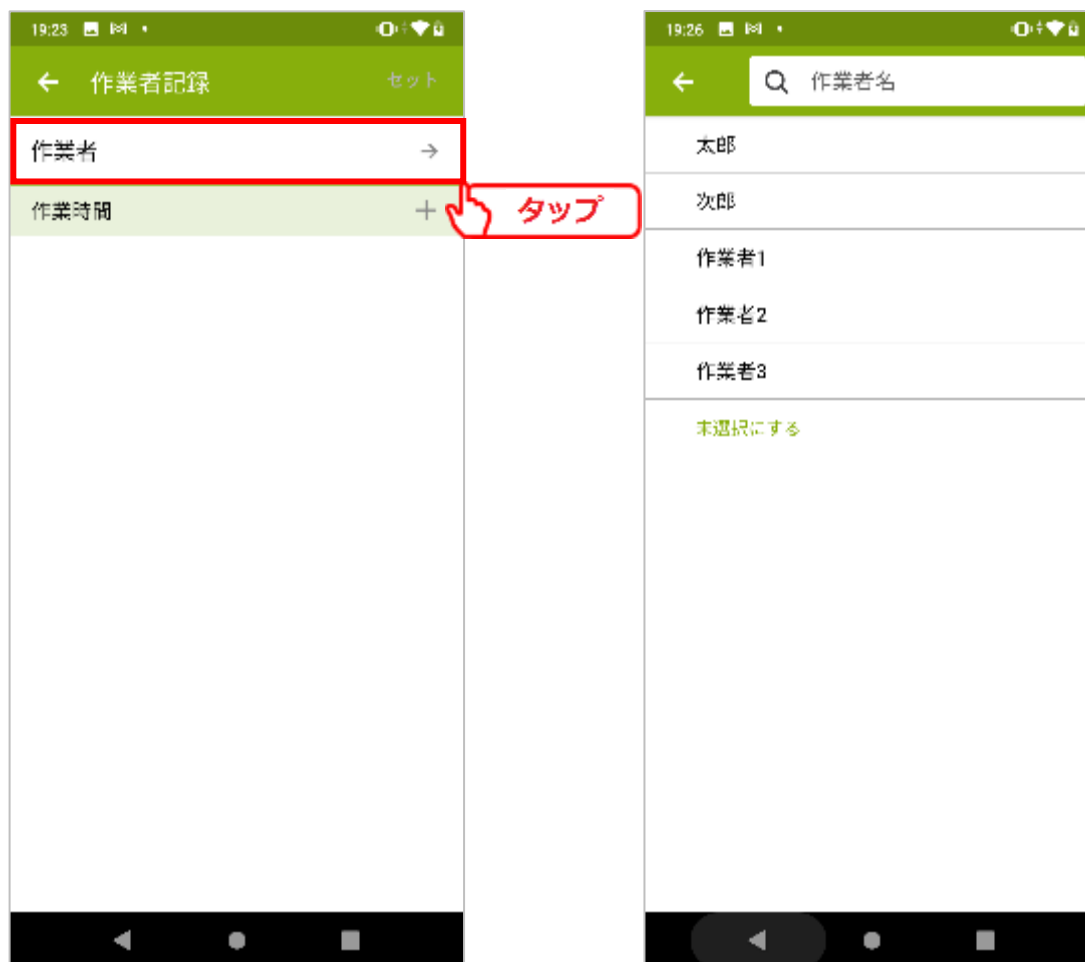 19:23
作業者記録 セット
作業者
作業時間
タップ
19:26
作業者名
太郎
次郎
作業者1
作業者2
作業者3
未選択にする